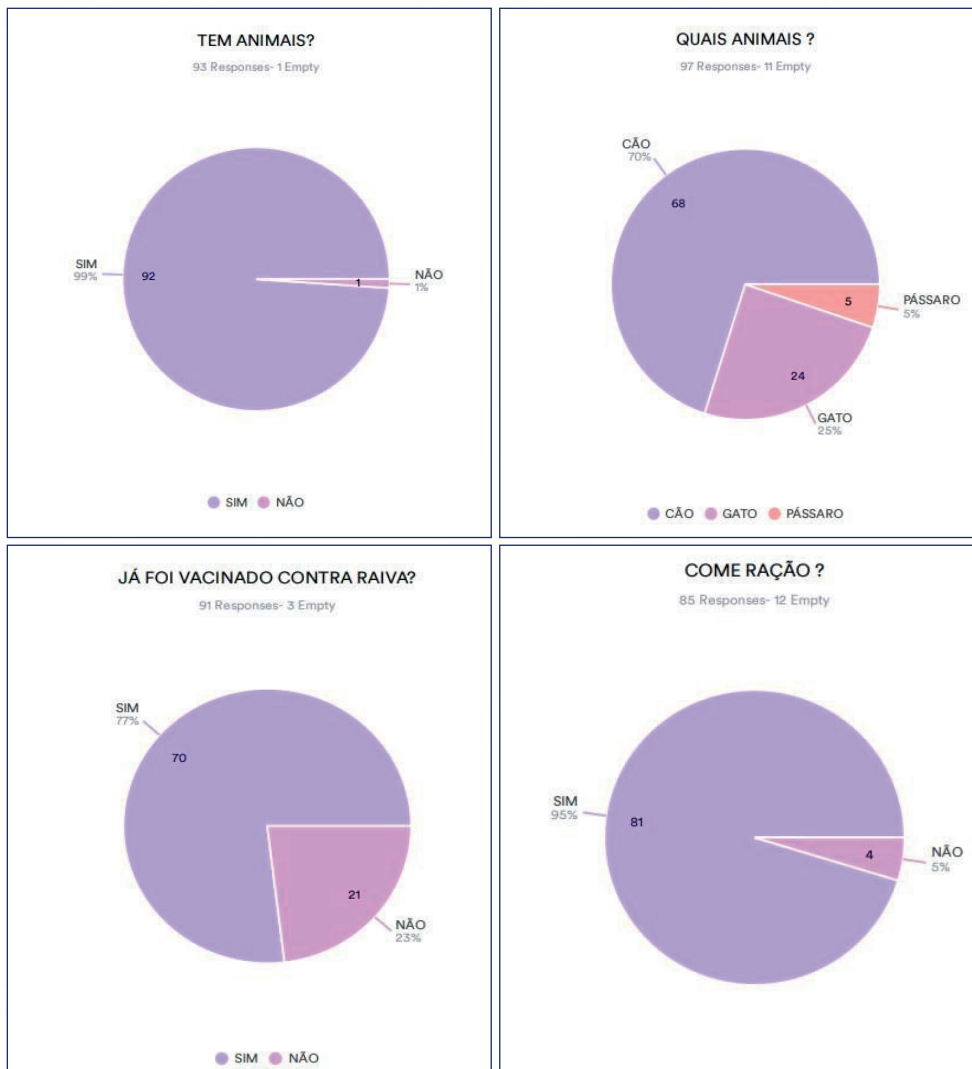 TEM ANIMAIS?
93 Responses- 1 Empty
SIM
99%
92
1
NÃO
1%
SIM NÃO
QUAIS ANIMAIS ?
97 Responses- 11 Empty
CÃO
70%
68
5
PÁSSARO
5%
24
GATO
25%
CÃO GATO PÁSSARO
JÁ FOI VACINADO CONTRA RAIVA?
91 Responses- 3 Empty
SIM
77%
70
21
NÃO
23%
SIM NÃO
COME RAÇÃO ?
85 Responses- 12 Empty
SIM
95%
81
4
NÃO
5%